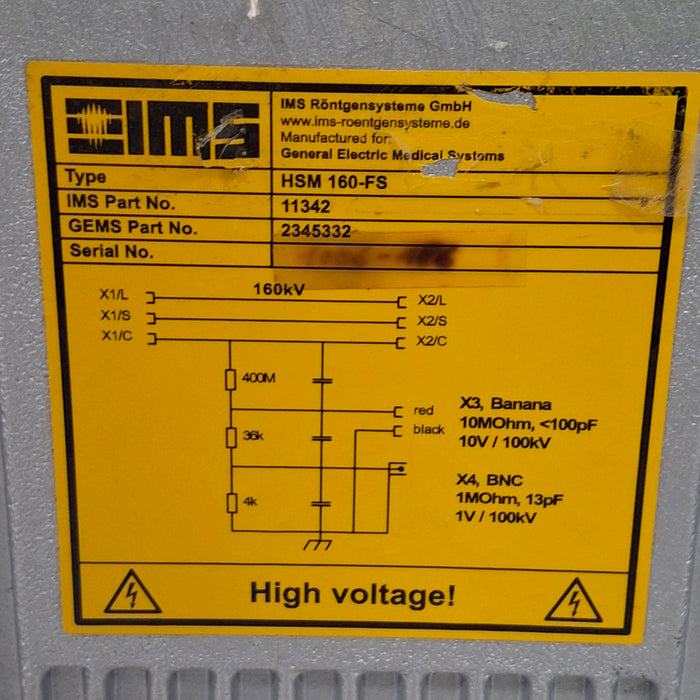 IMS
IMS Röntgensysteme GmbH
www.ims-roentgensysteme.de
Manufactured for:
General Electric Medical Systems
Type HSM 160-FS
IMS Part No. 11342
GEMS Part No. 2345332
Serial No.
160kV
X1/L X2/L
X1/S X2/S
X1/C X2/C
400M
red
black
X3, Banana
10MOhm, <100pF
10V / 100kV
36k
X4, BNC
1MOhm, 13pF
1V / 100kV
4k
High voltage!